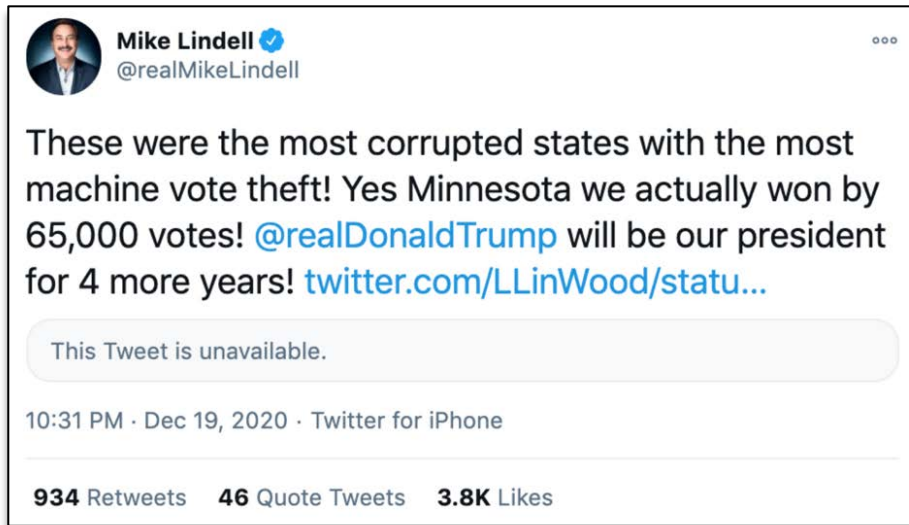 Mike Lindell
@realMikeLindell
These were the most corrupted states with the most
machine vote theft! Yes Minnesota we actually won by
65,000 votes! @realDonaldTrump will be our president
for 4 more years! twitter.com/LLinWood/statu...
This Tweet is unavailable.
10:31 PM · Dec 19, 2020 · Twitter for iPhone
934 Retweets 46 Quote Tweets 3.8K Likes